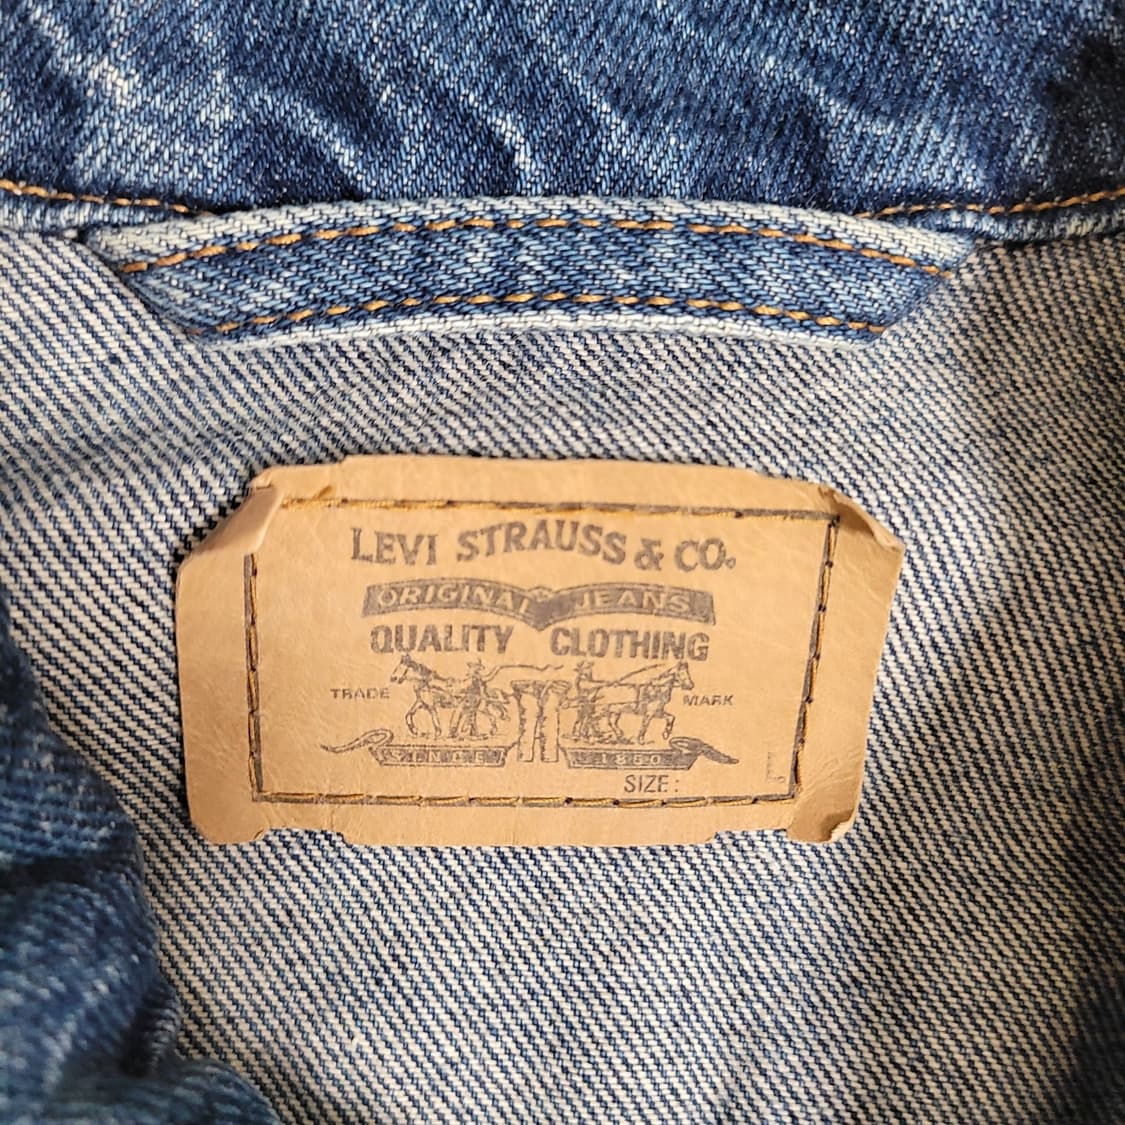 LEVI STRAUSS & CO.
ORIGINAL JEANS
QUALITY CLOTHING
TRADE MARK
SINCE 1850
SIZE: L